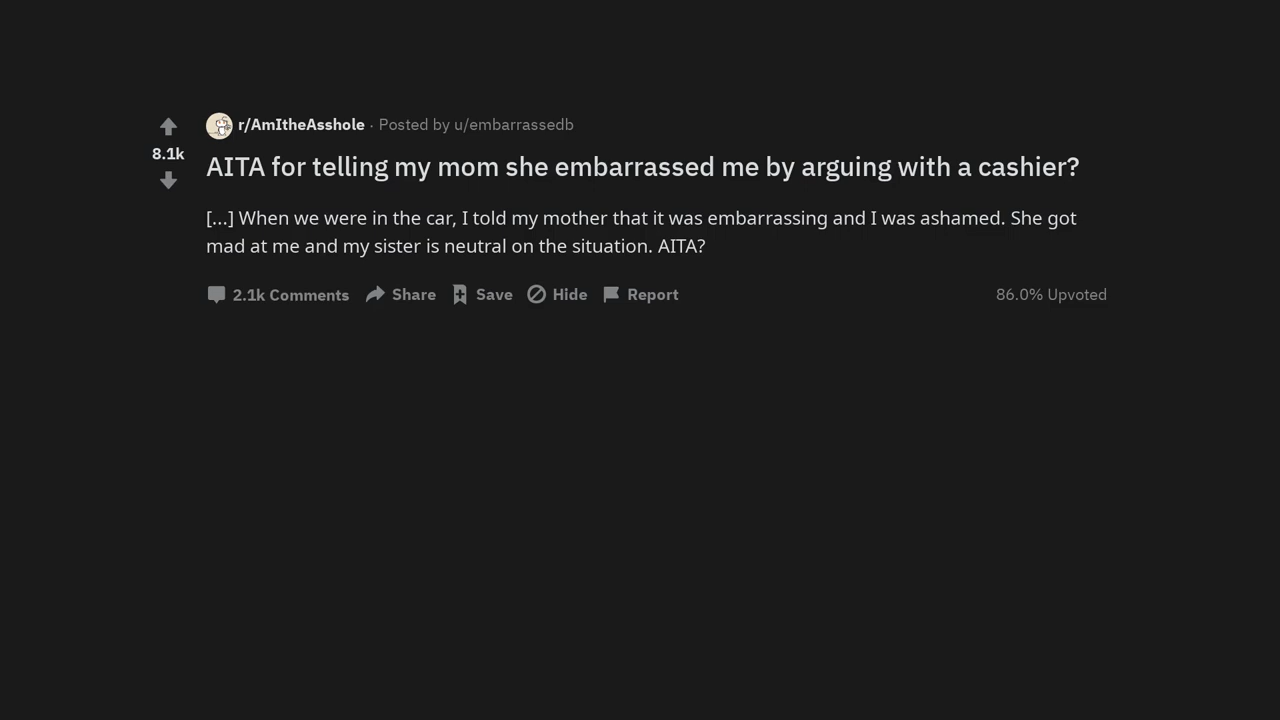 r/AmItheAsshole · Posted by u/embarrassedb
8.1k
AITA for telling my mom she embarrassed me by arguing with a cashier?
[...] When we were in the car, I told my mother that it was embarrassing and I was ashamed. She got
mad at me and my sister is neutral on the situation. AITA?
2.1k Comments Share Save Hide Report 86.0% Upvoted